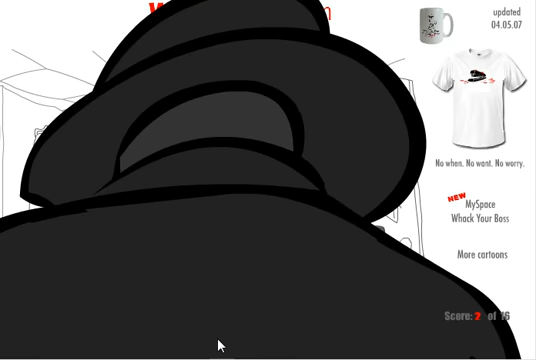 updated
04.05.07
No when. No want. No worry.
NEW
MySpace
Whack Your Boss
More cartoons
Score: 2 of 16